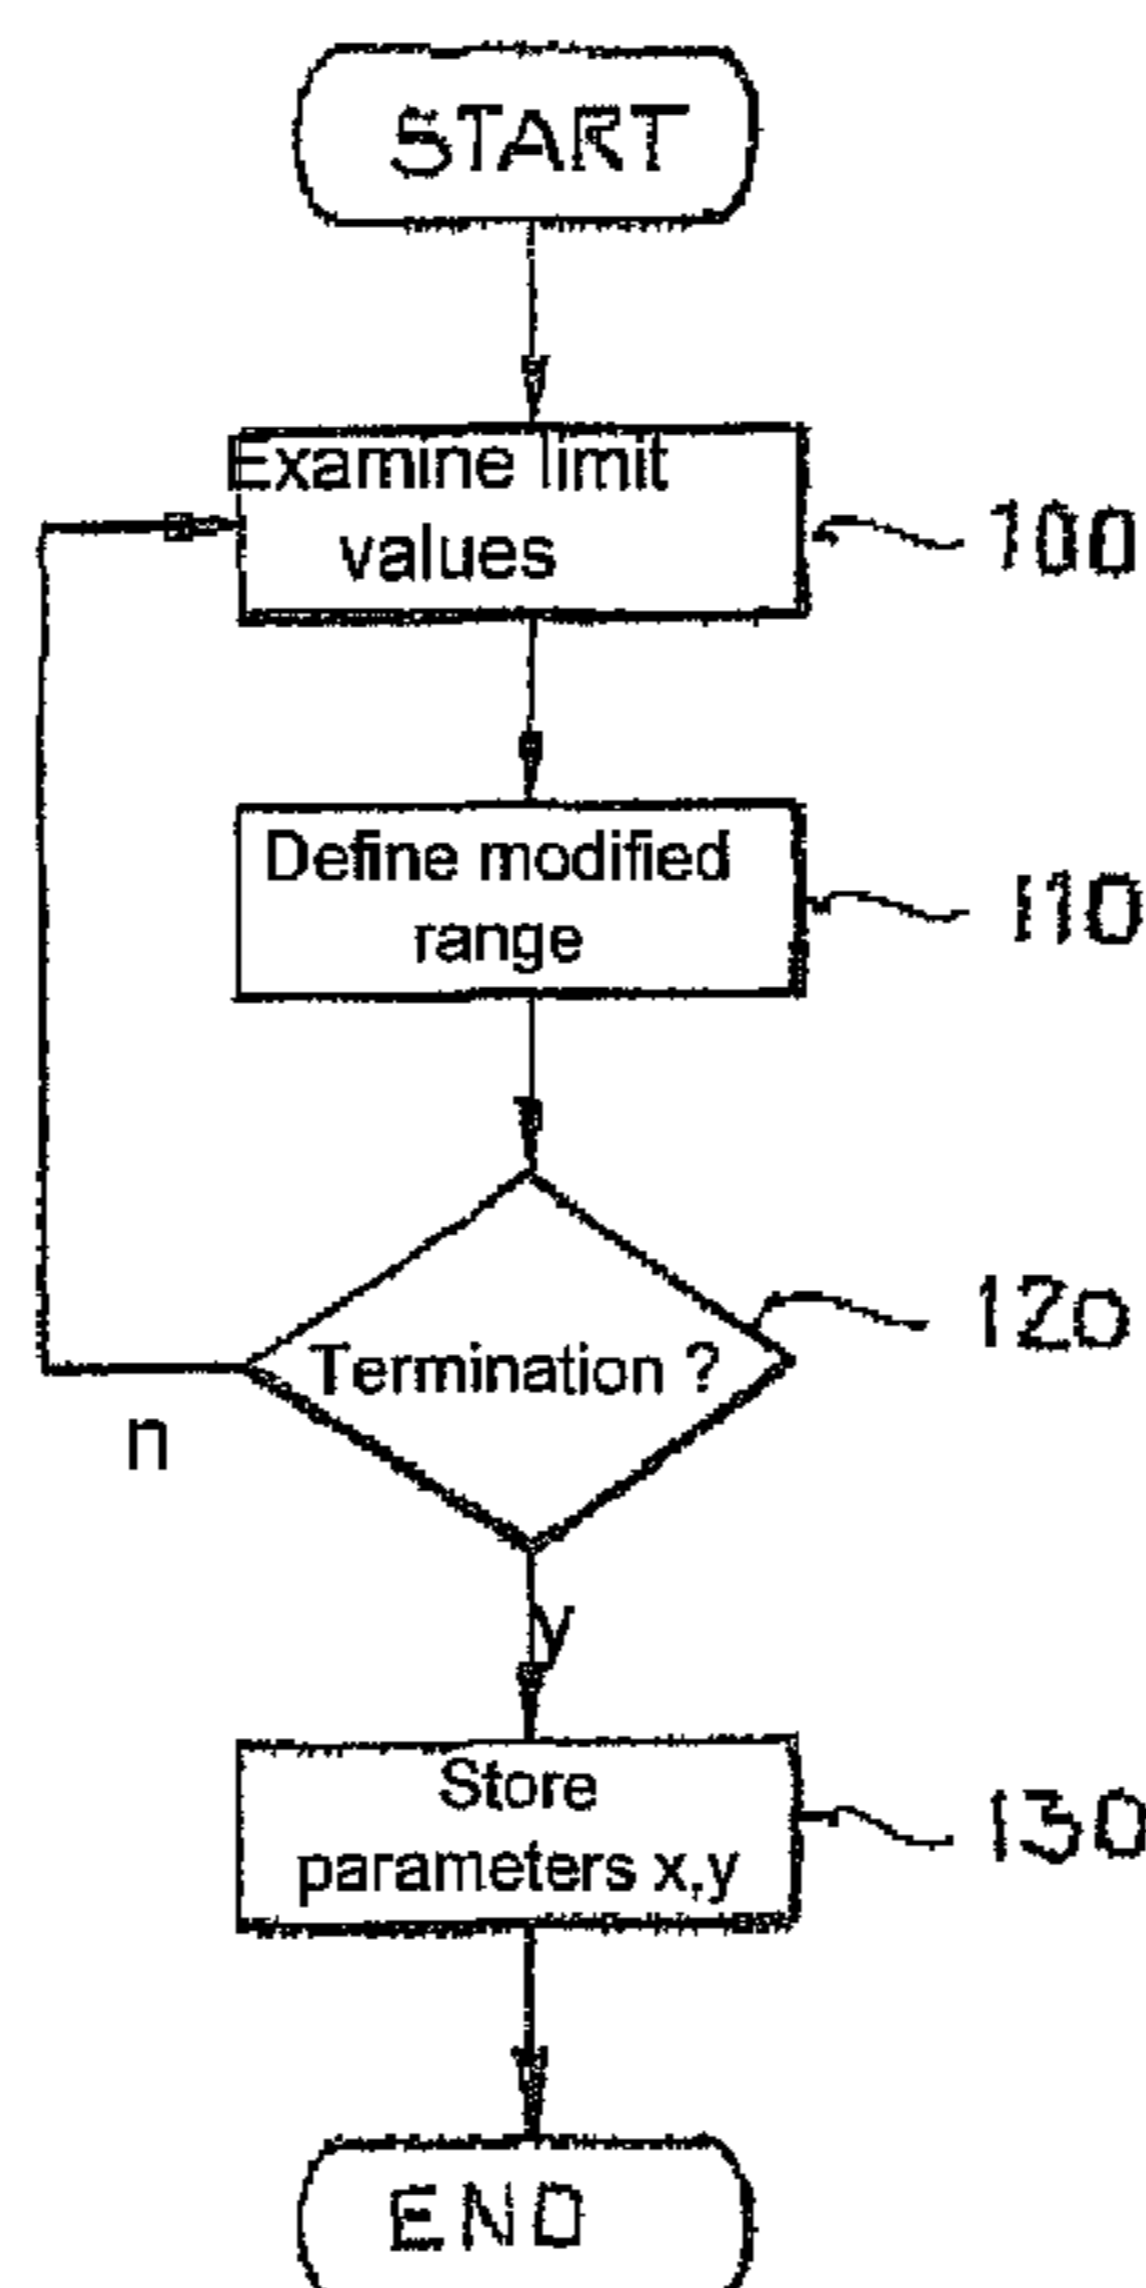 START
Examine limit
values
100
Define modified
range
110
Termination ?
120
n
y
Store
parameters x,y
130
END